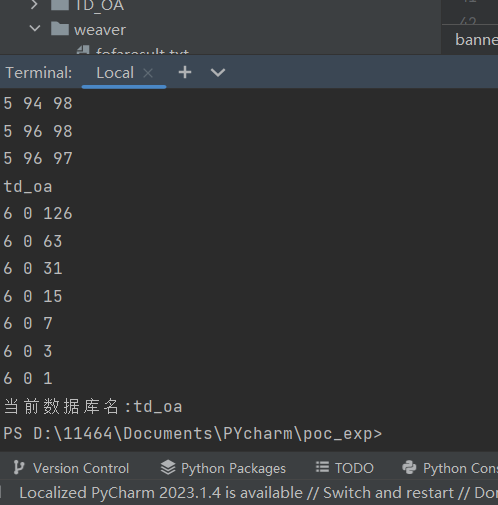 TD_OA
weaver
fofaresult.txt
41
42
banne
Terminal: Local
5 94 98
5 96 98
5 96 97
td_oa
6 0 126
6 0 63
6 0 31
6 0 15
6 0 7
6 0 3
6 0 1
当前数据库名:td_oa
PS D:\11464\Documents\PYcharm\poc_exp>
Version Control Python Packages TODO Python Cons
Localized PyCharm 2023.1.4 is available // Switch and restart // Don